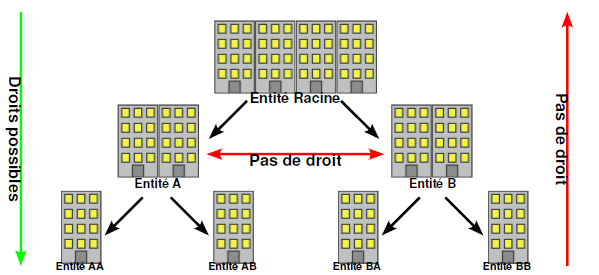 Entité Racine
Droits possibles
Pas de droit
Pas de droit
Entité A
Entité B
Entité AA
Entité AB
Entité BA
Entité BB